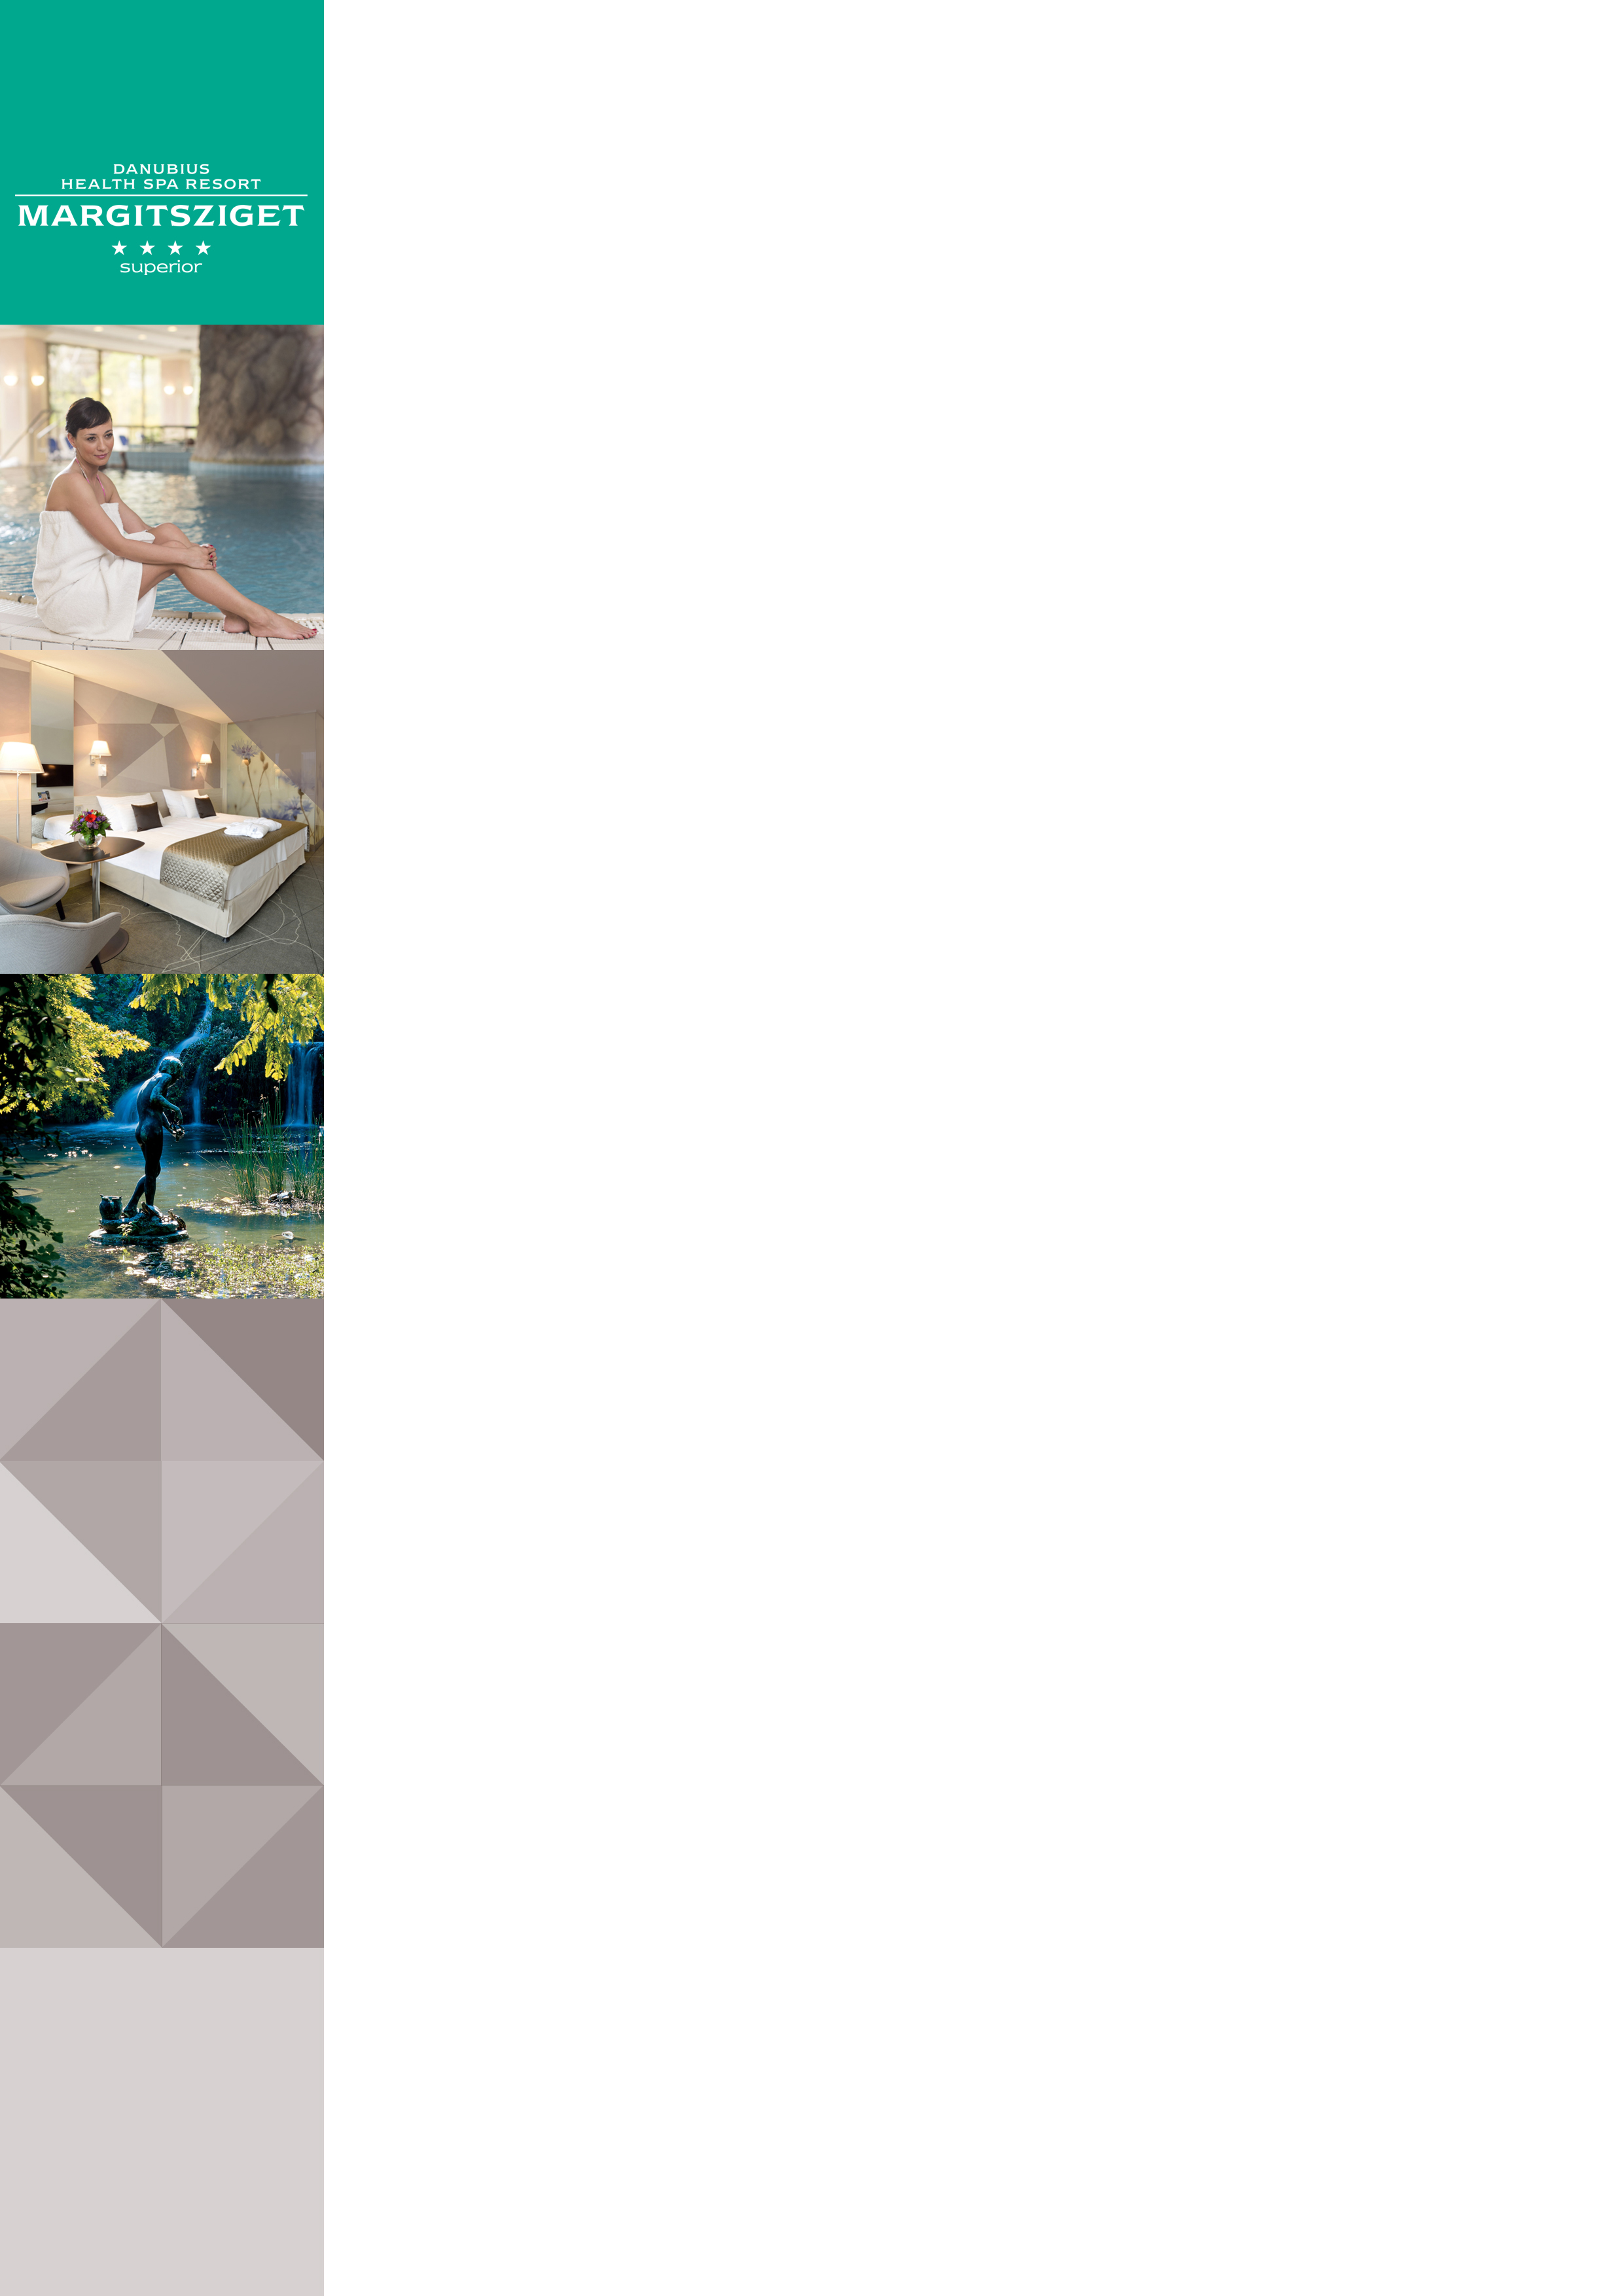 DANUBIUS
HEALTH SPA RESORT
MARGITSZIGET
★ ★ ★ ★
superior